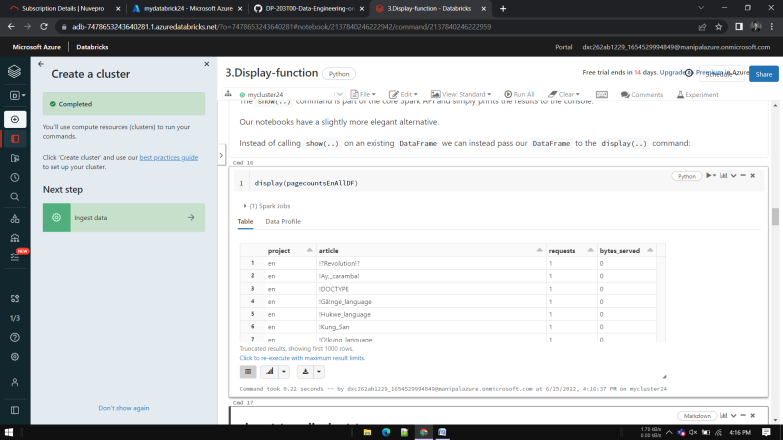 Subscription Details | Nuvepro
mydatabrick24 - Microsoft Azure
DP-203T00-Data-Engineering-o
3.Display-function - Databricks
adb-7478653243640281.1.azuredatabricks.net/?o=7478653243640281#notebook/2137840246222942/command/2137840246222959
Microsoft Azure
Databricks
Portal
dxc262ab1229_1654529994849@manipalazure.onmicrosoft.com
Create a cluster
3.Display-function
Python
Free trial ends in 14 days. Upgrade
Premium in Azure
Schedule
Share
mycluster24
File
Edit
View: Standard
Run All
Clear
Comments
Experiment
Completed
You'll use compute resources (clusters) to run your
commands.
Click 'Create cluster' and use our best practices guide
to set up your cluster.
Next step
Ingest data
Don't show again
D
NEW
1/3
The show(..) command is part of the core Spark API and simply prints the results to the console.
Our notebooks have a slightly more elegant alternative.
Instead of calling show(..) on an existing DataFrame we can instead pass our DataFrame to the display(..) command:
Cmd 16
Python
1 display(pagecountsEnAllDF)
(1) Spark Jobs
Table
Data Profile
project article requests bytes_served
1 en !?Revolution!? 1 0
2 en !Ay,_caramba! 1 0
3 en !DOCTYPE 1 0
4 en 1 0
5 en !Hukwe_language 1 0
6 en !Kung_San 1 0
7 en !O!kung_language 1 0
Truncated results, showing first 1000 rows.
Click to re-execute with maximum result limits.
Command took 0.22 seconds -- by dxc262ab1229_1654529994849@manipalazure.onmicrosoft.com at 6/25/2022, 4:16:37 PM on mycluster24
Cmd 17
Markdown
1.70 kB/s
0.00 kB/s
4:16 PM